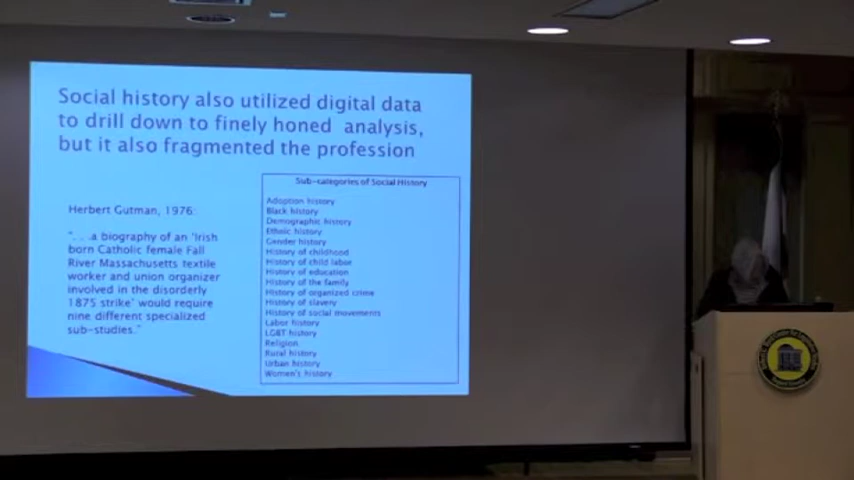 Social history also utilized digital data
to drill down to finely honed analysis,
but it also fragmented the profession
Herbert Gutman, 1976:
". . .a biography of an 'Irish
born Catholic female Fall
River Massachusetts textile
worker and union organizer
involved in the disorderly
1875 strike' would require
nine different specialized
sub-studies."
Sub-categories of Social History
Adoption history
Black history
Demographic history
Ethnic history
Gender history
History of childhood
History of child labor
History of education
History of the family
History of organized crime
History of slavery
History of social movements
Labor history
LGBT history
Religion
Rural history
Urban history
Women's history